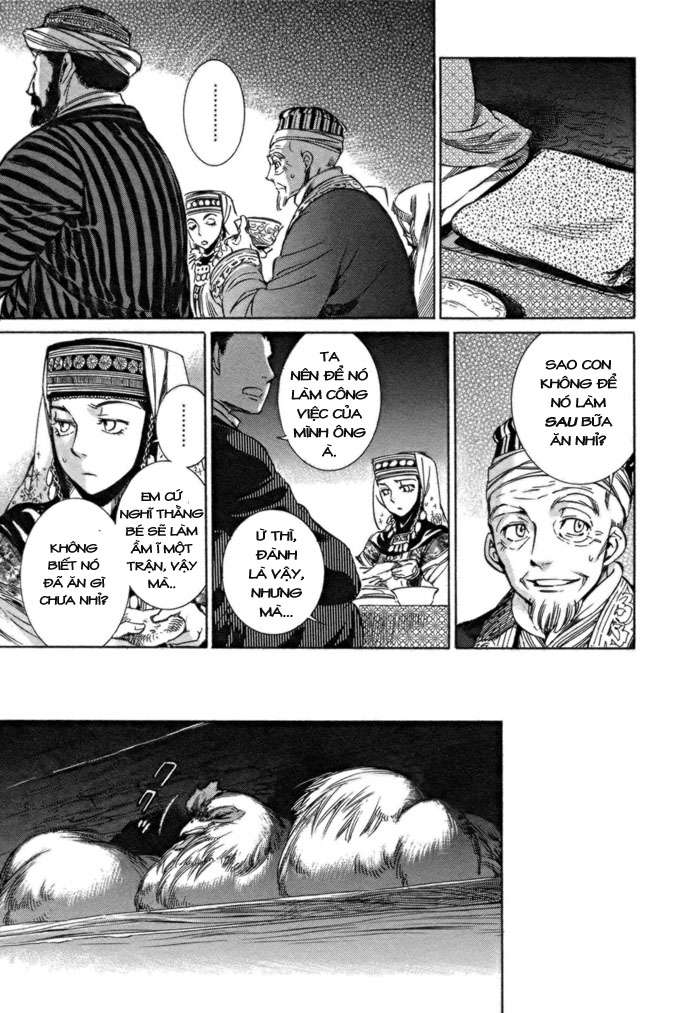 .........
SAO CON
KHÔNG ĐỂ
NÓ LÀM
SAU BỮA
ĂN NHỈ?
TA
NÊN ĐỂ NÓ
LÀM CÔNG
VIỆC CỦA
MÌNH ÔNG
À.
Ừ THÌ,
ĐÀNH
LÀ VẬY,
NHƯNG
MÀ...
.........
EM CỨ
NGHĨ THẰNG
BÉ SẼ LÀM
ẦM Ĩ MỘT
TRẬN, VẬY
MÀ...
KHÔNG
BIẾT NÓ
ĐÃ ĂN GÌ
CHƯA NHỈ?